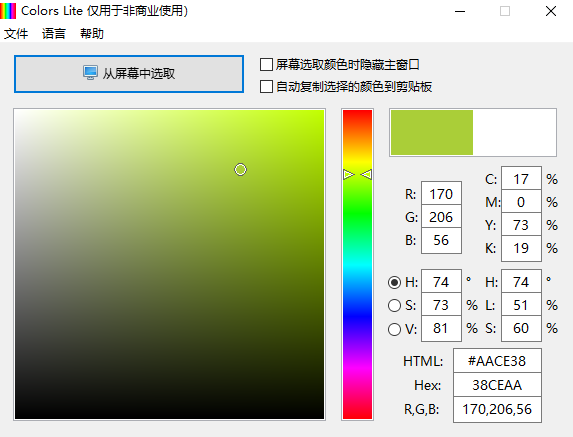 Colors Lite 仅用于非商业使用)
文件 语言 帮助
从屏幕中选取
屏幕选取颜色时隐藏主窗口
自动复制选择的颜色到剪贴板
R: 170
G: 206
B: 56
C: 17 %
M: 0 %
Y: 73 %
K: 19 %
H: 74 °
S: 73 %
V: 81 %
H: 74 °
L: 51 %
S: 60 %
HTML: #AACE38
Hex: 38CEAA
R,G,B: 170,206,56